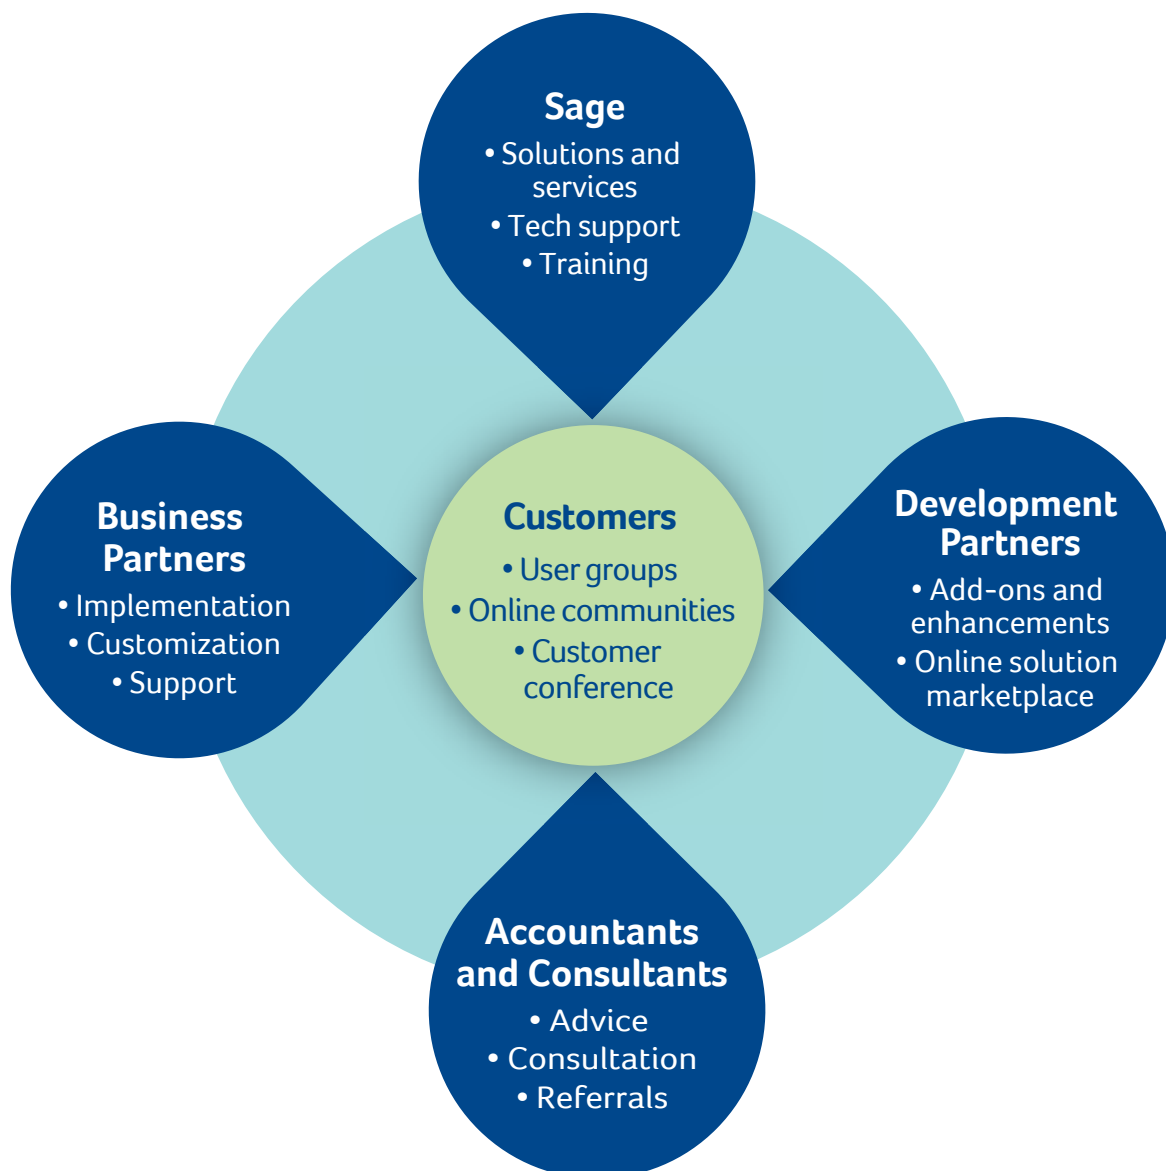 Sage
• Solutions and
services
• Tech support
• Training
Business
Partners
• Implementation
• Customization
• Support
Customers
• User groups
• Online communities
• Customer
conference
Development
Partners
• Add-ons and
enhancements
• Online solution
marketplace
Accountants
and Consultants
• Advice
• Consultation
• Referrals